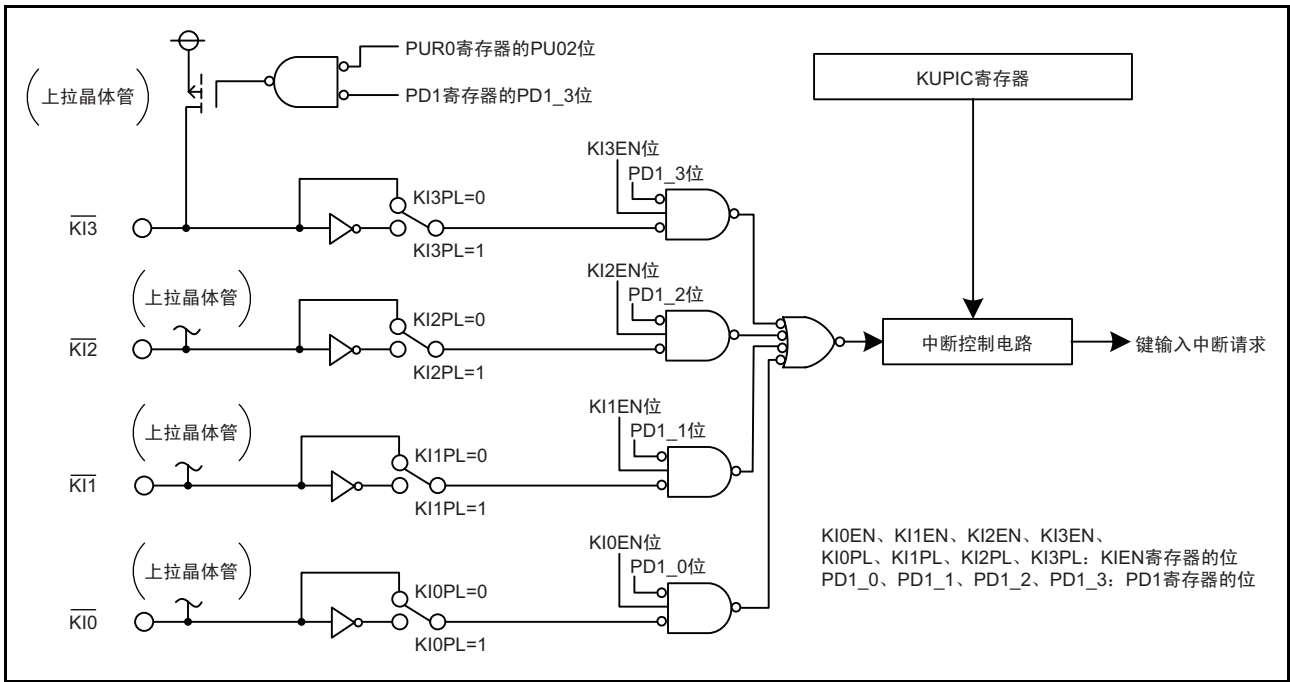 PUR0寄存器的PU02位
PD1寄存器的PD1_3位
(上拉晶体管)
KUPIC寄存器
KI3EN位
PD1_3位
KI3PL=0
KI3
KI3PL=1
KI2EN位
(上拉晶体管)
PD1_2位
KI2PL=0
KI2
KI2PL=1
中断控制电路
键输入中断请求
KI1EN位
(上拉晶体管)
PD1_1位
KI1PL=0
KI1
KI1PL=1
KI0EN位
(上拉晶体管)
PD1_0位
KI0PL=0
KI0
KI0PL=1
KI0EN、KI1EN、KI2EN、KI3EN、
KI0PL、KI1PL、KI2PL、KI3PL：KIEN寄存器的位
PD1_0、PD1_1、PD1_2、PD1_3：PD1寄存器的位